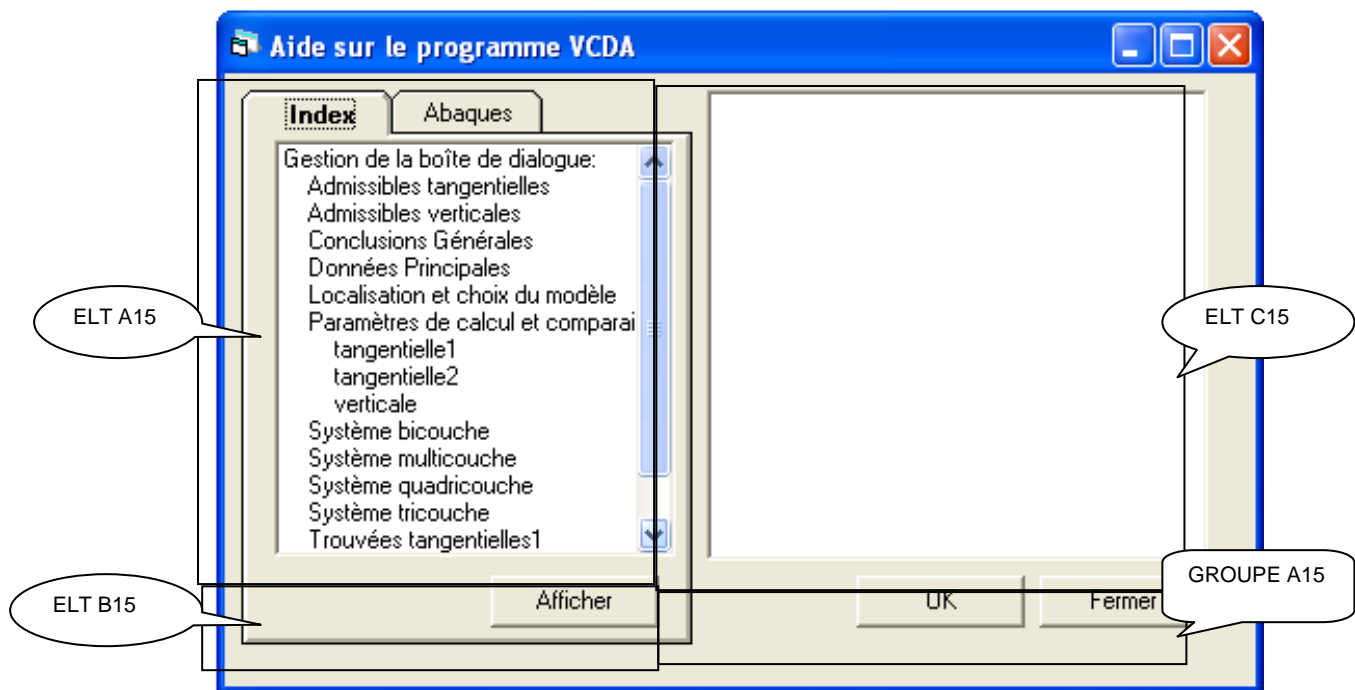 Aide sur le programme VCDA
Index
Abaques
Gestion de la boîte de dialogue:
Admissibles tangentielles
Admissibles verticales
Conclusions Générales
Données Principales
Localisation et choix du modèle
Paramètres de calcul et comparai
tangentielle1
tangentielle2
verticale
Système bicouche
Système multicouche
Système quadricouche
Système tricouche
Trouvées tangentielles1
Afficher
OK
Fermer
ELT A15
ELT B15
ELT C15
GROUPE A15